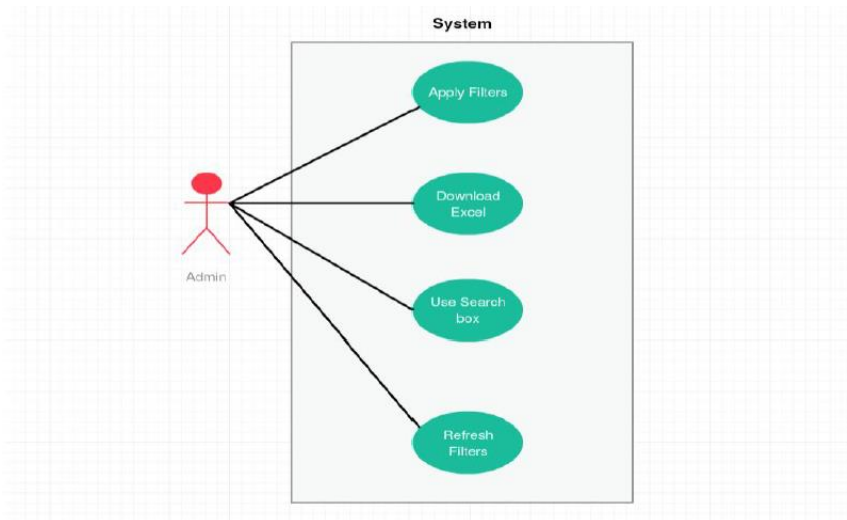 System
Apply Filters
Download
Excel
Admin
Use Search
box
Refresh
Filters